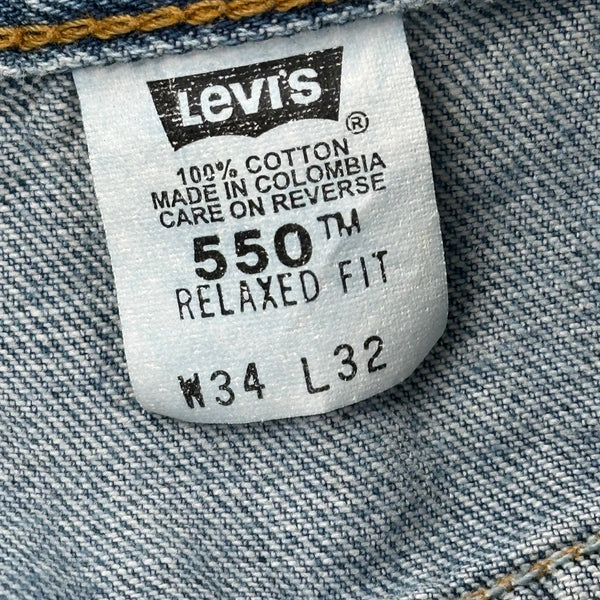 Levi's
®
100% COTTON
MADE IN COLOMBIA
CARE ON REVERSE
550™
RELAXED FIT
W34 L32